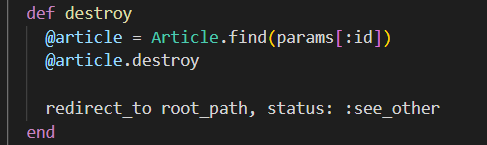 def destroy
  @article = Article.find(params[:id])
  @article.destroy

  redirect_to root_path, status: :see_other
end